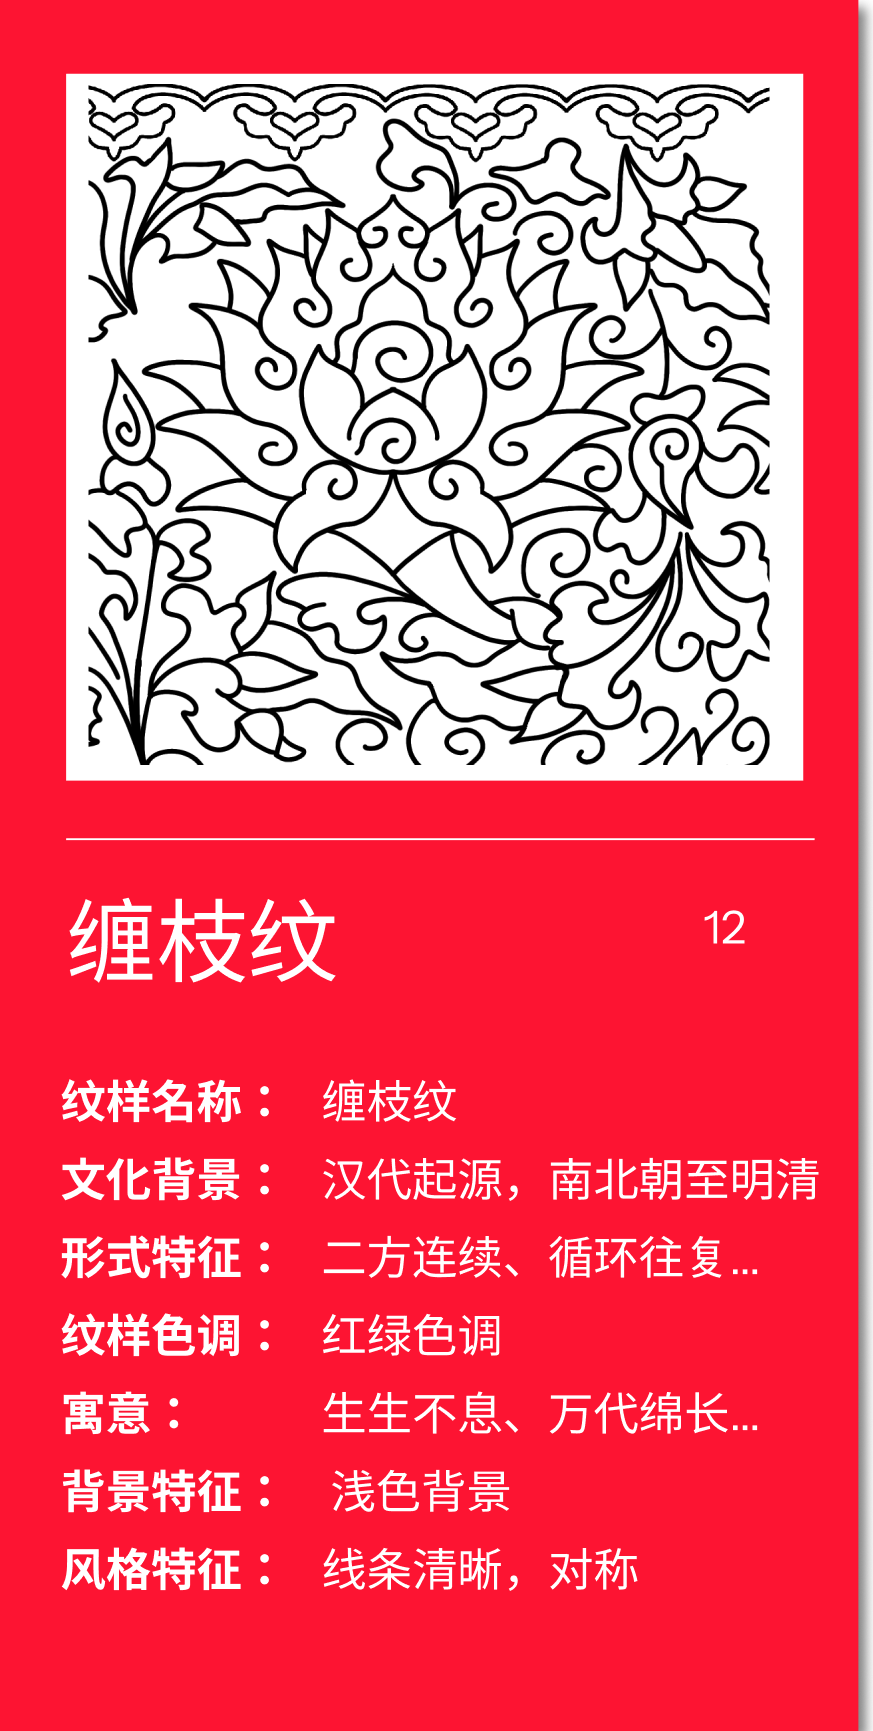 缠枝纹
12
纹样名称： 缠枝纹
文化背景： 汉代起源，南北朝至明清
形式特征： 二方连续、循环往复...
纹样色调： 红绿色调
寓意： 生生不息、万代绵长...
背景特征： 浅色背景
风格特征： 线条清晰，对称